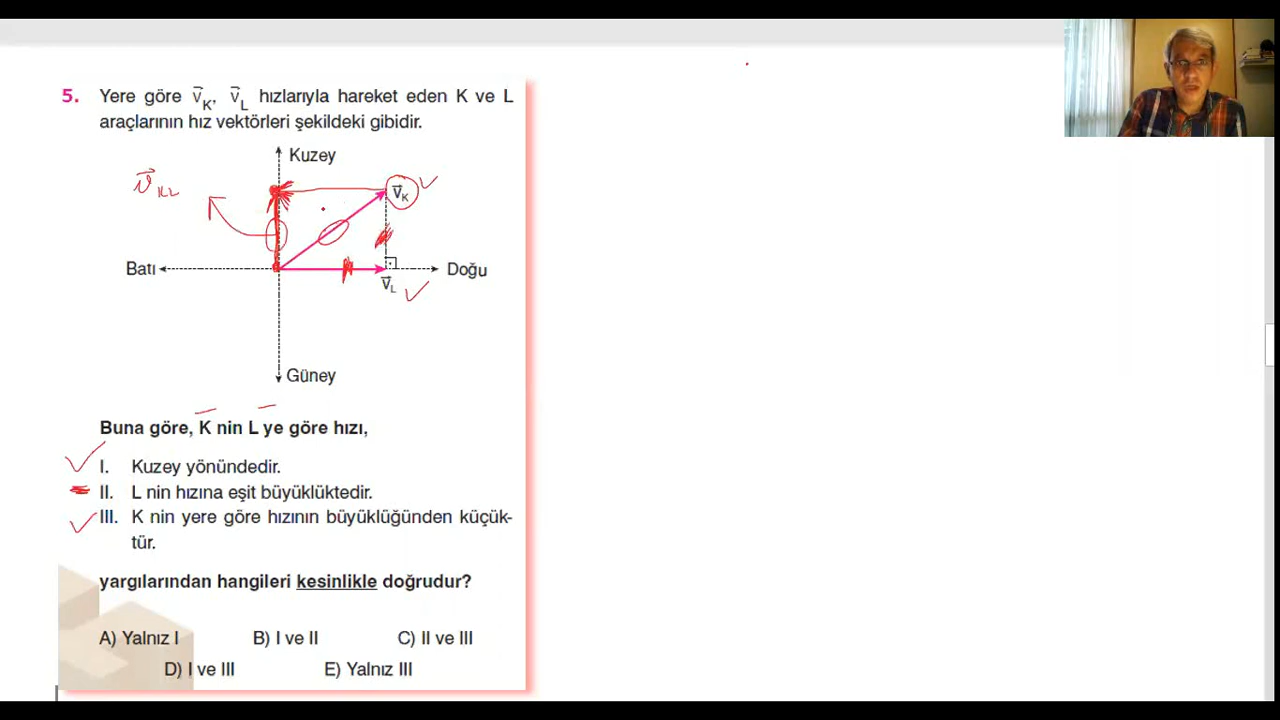 5. Yere göre v⃗K, v⃗L hızlarıyla hareket eden K ve L
araçlarının hız vektörleri şekildeki gibidir.
Kuzey
v⃗KL
v⃗K
Batı
Doğu
v⃗L
Güney
Buna göre, K nin L ye göre hızı,
I. Kuzey yönündedir.
II. L nin hızına eşit büyüklüktedir.
III. K nin yere göre hızının büyüklüğünden küçük-
tür.
yargılarından hangileri kesinlikle doğrudur?
A) Yalnız I B) I ve II C) II ve III
D) I ve III E) Yalnız III